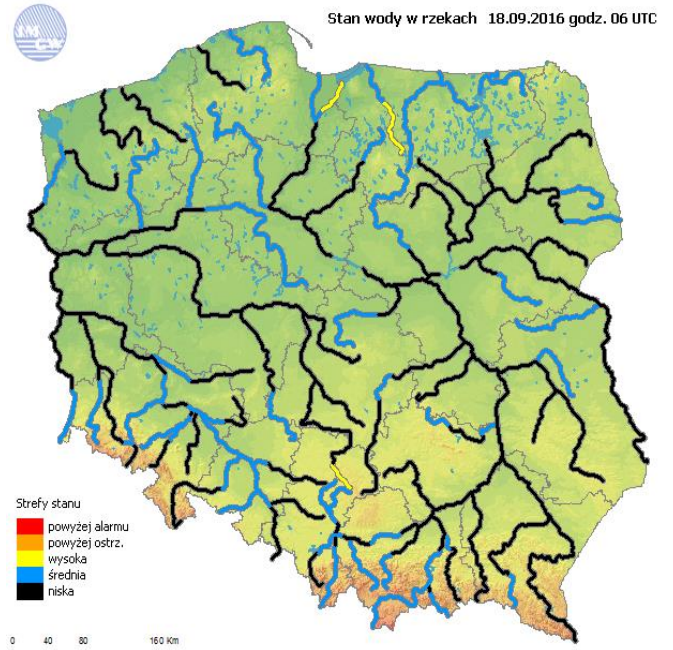 Stan wody w rzekach 18.09.2016 godz. 06 UTC
Strefy stanu
powyżej alarmu
powyżej ostrz.
wysoka
średnia
niska
0 40 80 160 Km